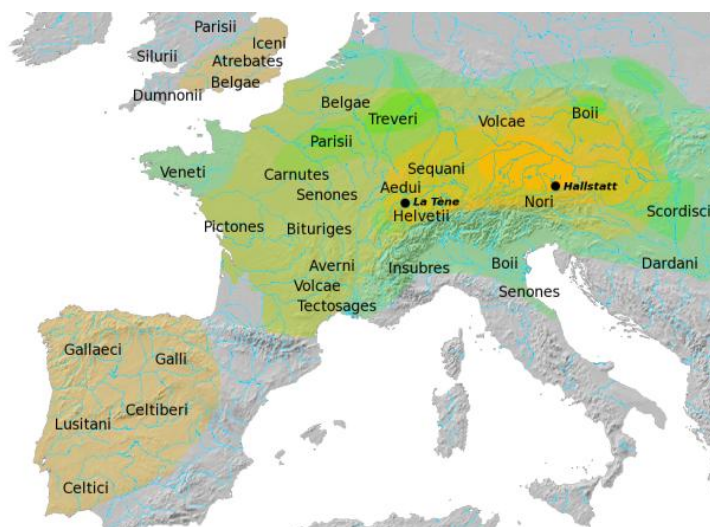 Parisii
Iceni
Silurii
Atrebates
Dumnonii
Belgae
Belgae
Treveri
Volcae
Boii
Parisii
Veneti
Carnutes
Sequani
Senones
Aedui
Hallstatt
La Tène
Nori
Helvetii
Scordisci
Pictones
Bituriges
Averni
Insubres
Boii
Dardani
Volcae
Tectosages
Senones
Gallaeci
Galli
Celtiberi
Lusitani
Celtici